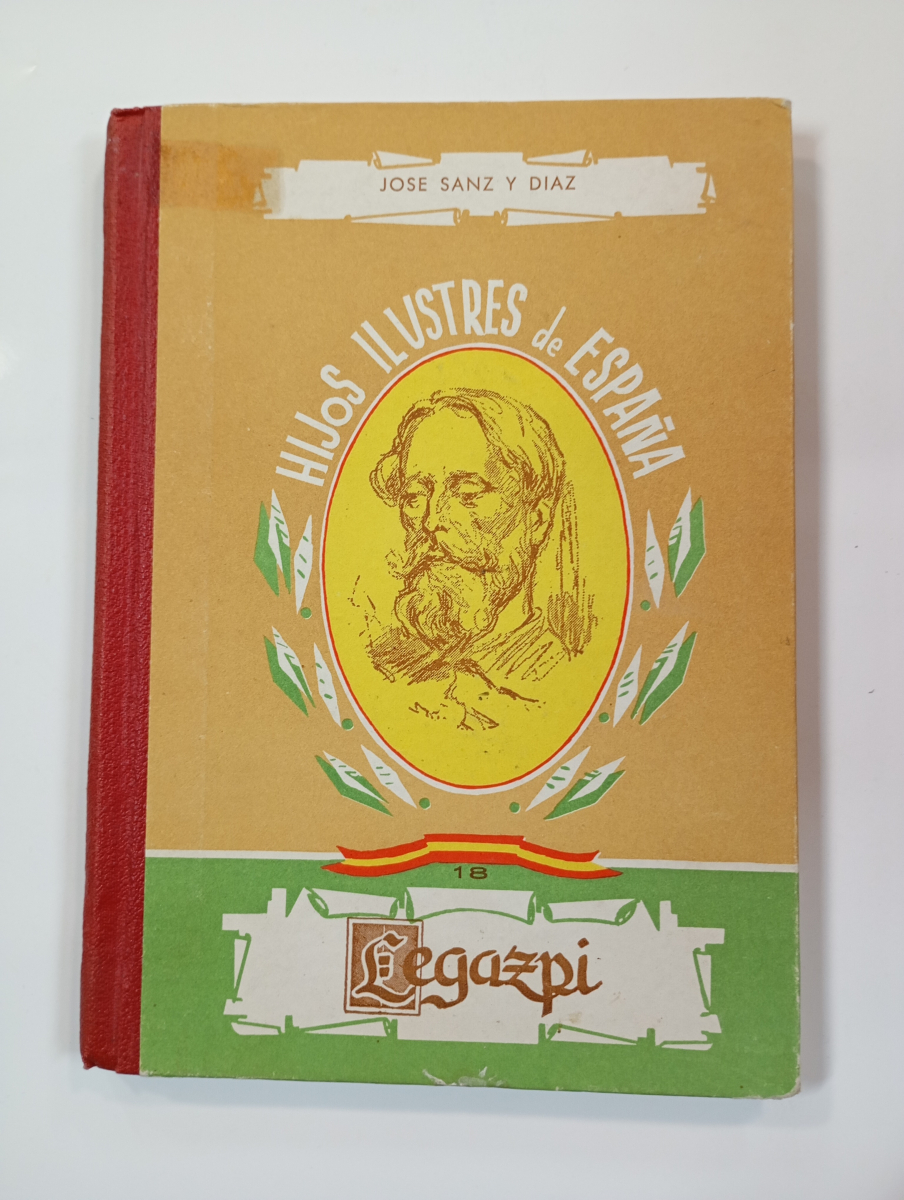 JOSE SANZ Y DIAZ
HIJOS ILUSTRES de ESPAÑA
18
Legazpi